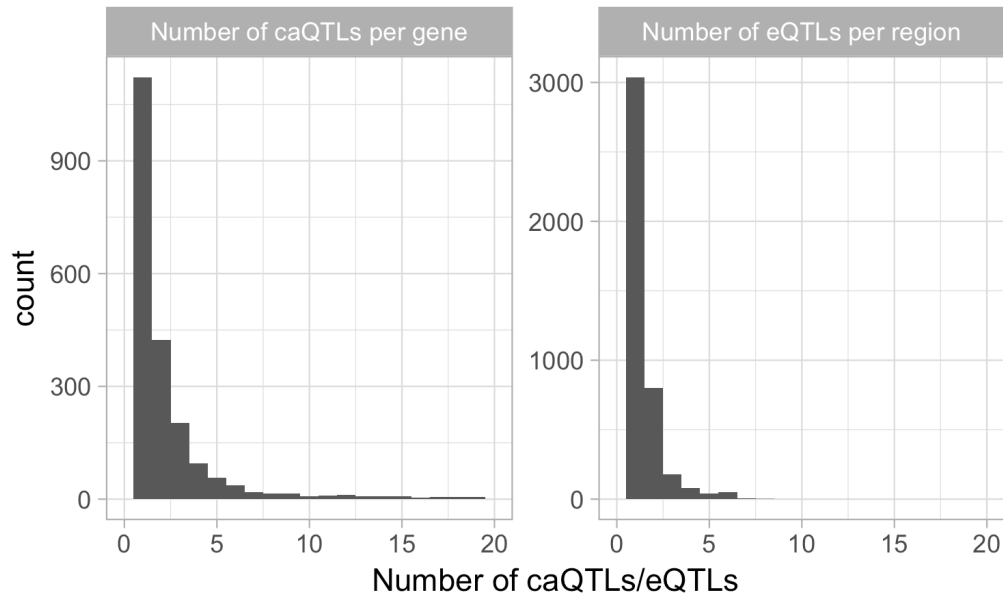 Number of caQTLs per gene
Number of eQTLs per region
count
900
600
300
0
3000
2000
1000
0
0 5 10 15 20
0 5 10 15 20
Number of caQTLs/eQTLs